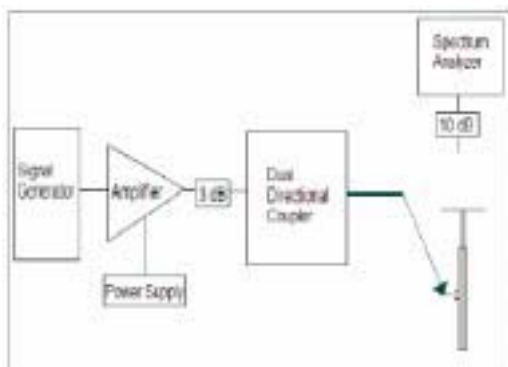 Spectrum
Analyzer
10 dB
Signal
Generator
Amplifier
3 dB
Dual
Directional
Coupler
Power Supply